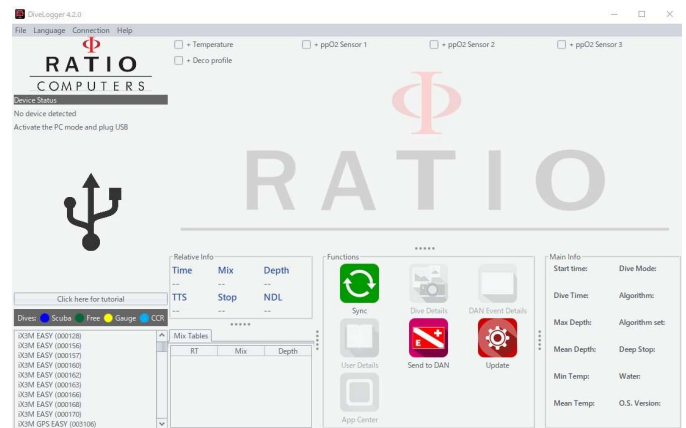 DiveLogger 4.2.0
File Language Connection Help
RATIO
COMPUTERS
Device Status
No device detected
Activate the PC mode and plug USB
Click here for tutorial
Dives: Scuba Free Gauge CCR
iX3M EASY (000128)
iX3M EASY (000156)
iX3M EASY (000157)
iX3M EASY (000160)
iX3M EASY (000162)
iX3M EASY (000163)
iX3M EASY (000166)
iX3M EASY (000168)
iX3M EASY (000170)
iX3M GPS EASY (003106)
+ Temperature + ppO2 Sensor 1 + ppO2 Sensor 2 + ppO2 Sensor 3
+ Deco profile
RATIO
Relative Info
Time Mix Depth
-- -- --
TTS Stop NDL
-- -- --
Mix Tables
RT Mix Depth
Functions
Sync Dive Details DAN Event Details
E
User Details Send to DAN Update
App Center
Main Info
Start time: Dive Mode:
Dive Time: Algorithm:
Max Depth: Algorithm set:
Mean Depth: Deep Stop:
Min Temp: Water:
Mean Temp: O.S. Version: